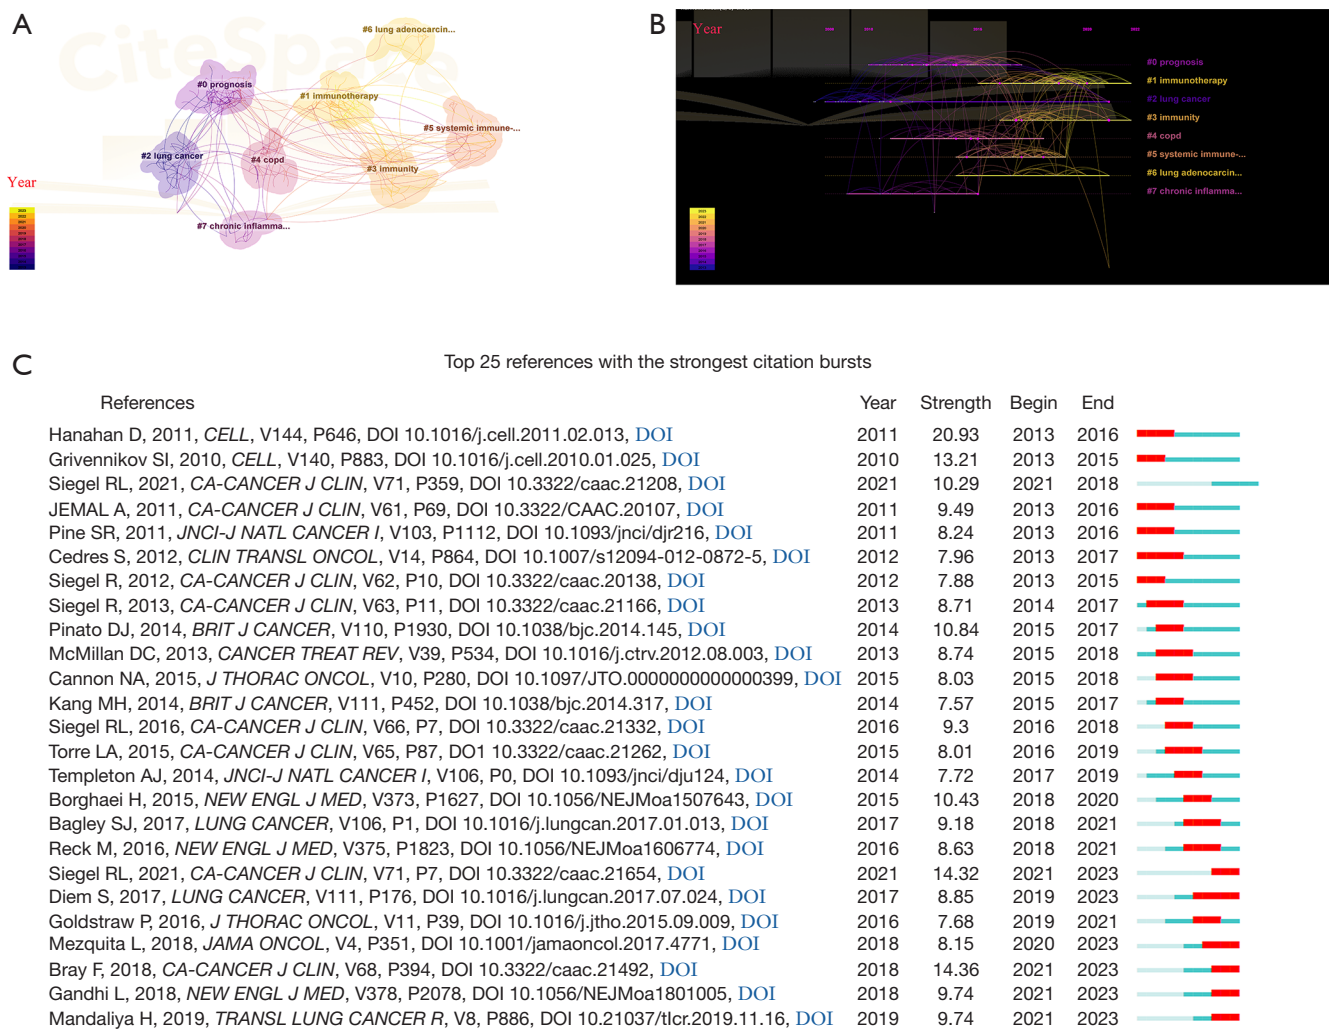 A
CiteSpace
#6 lung adenocarcin...
#0 prognosis
#1 immunotherapy
#5 systemic immune-...
#2 lung cancer
#4 copd
#3 immunity
Year
#7 chronic inflamma...
B
Year
#0 prognosis
#1 immunotherapy
#2 lung cancer
#3 immunity
#4 copd
#5 systemic immune-...
#6 lung adenocarcin...
#7 chronic inflamma...
C
Top 25 references with the strongest citation bursts
References Year Strength Begin End
Hanahan D, 2011, CELL, V144, P646, DOI 10.1016/j.cell.2011.02.013, DOI 2011 20.93 2013 2016
Grivennikov SI, 2010, CELL, V140, P883, DOI 10.1016/j.cell.2010.01.025, DOI 2010 13.21 2013 2015
Siegel RL, 2021, CA-CANCER J CLIN, V71, P359, DOI 10.3322/caac.21208, DOI 2021 10.29 2021 2018
JEMAL A, 2011, CA-CANCER J CLIN, V61, P69, DOI 10.3322/CAAC.20107, DOI 2011 9.49 2013 2016
Pine SR, 2011, JNCI-J NATL CANCER I, V103, P1112, DOI 10.1093/jnci/djr216, DOI 2011 8.24 2013 2016
Cedres S, 2012, CLIN TRANSL ONCOL, V14, P864, DOI 10.1007/s12094-012-0872-5, DOI 2012 7.96 2013 2017
Siegel R, 2012, CA-CANCER J CLIN, V62, P10, DOI 10.3322/caac.20138, DOI 2012 7.88 2013 2015
Siegel R, 2013, CA-CANCER J CLIN, V63, P11, DOI 10.3322/caac.21166, DOI 2013 8.71 2014 2017
Pinato DJ, 2014, BRIT J CANCER, V110, P1930, DOI 10.1038/bjc.2014.145, DOI 2014 10.84 2015 2017
McMillan DC, 2013, CANCER TREAT REV, V39, P534, DOI 10.1016/j.ctrv.2012.08.003, DOI 2013 8.74 2015 2018
Cannon NA, 2015, J THORAC ONCOL, V10, P280, DOI 10.1097/JTO.0000000000000399, DOI 2015 8.03 2015 2018
Kang MH, 2014, BRIT J CANCER, V111, P452, DOI 10.1038/bjc.2014.317, DOI 2014 7.57 2015 2017
Siegel RL, 2016, CA-CANCER J CLIN, V66, P7, DOI 10.3322/caac.21332, DOI 2016 9.3 2016 2018
Torre LA, 2015, CA-CANCER J CLIN, V65, P87, DO1 10.3322/caac.21262, DOI 2015 8.01 2016 2019
Templeton AJ, 2014, JNCI-J NATL CANCER I, V106, P0, DOI 10.1093/jnci/dju124, DOI 2014 7.72 2017 2019
Borghaei H, 2015, NEW ENGL J MED, V373, P1627, DOI 10.1056/NEJMoa1507643, DOI 2015 10.43 2018 2020
Bagley SJ, 2017, LUNG CANCER, V106, P1, DOI 10.1016/j.lungcan.2017.01.013, DOI 2017 9.18 2018 2021
Reck M, 2016, NEW ENGL J MED, V375, P1823, DOI 10.1056/NEJMoa1606774, DOI 2016 8.63 2018 2021
Siegel RL, 2021, CA-CANCER J CLIN, V71, P7, DOI 10.3322/caac.21654, DOI 2021 14.32 2021 2023
Diem S, 2017, LUNG CANCER, V111, P176, DOI 10.1016/j.lungcan.2017.07.024, DOI 2017 8.85 2019 2023
Goldstraw P, 2016, J THORAC ONCOL, V11, P39, DOI 10.1016/j.jtho.2015.09.009, DOI 2016 7.68 2019 2021
Mezquita L, 2018, JAMA ONCOL, V4, P351, DOI 10.1001/jamaoncol.2017.4771, DOI 2018 8.15 2020 2023
Bray F, 2018, CA-CANCER J CLIN, V68, P394, DOI 10.3322/caac.21492, DOI 2018 14.36 2021 2023
Gandhi L, 2018, NEW ENGL J MED, V378, P2078, DOI 10.1056/NEJMoa1801005, DOI 2018 9.74 2021 2023
Mandaliya H, 2019, TRANSL LUNG CANCER R, V8, P886, DOI 10.21037/tlcr.2019.11.16, DOI 2019 9.74 2021 2023